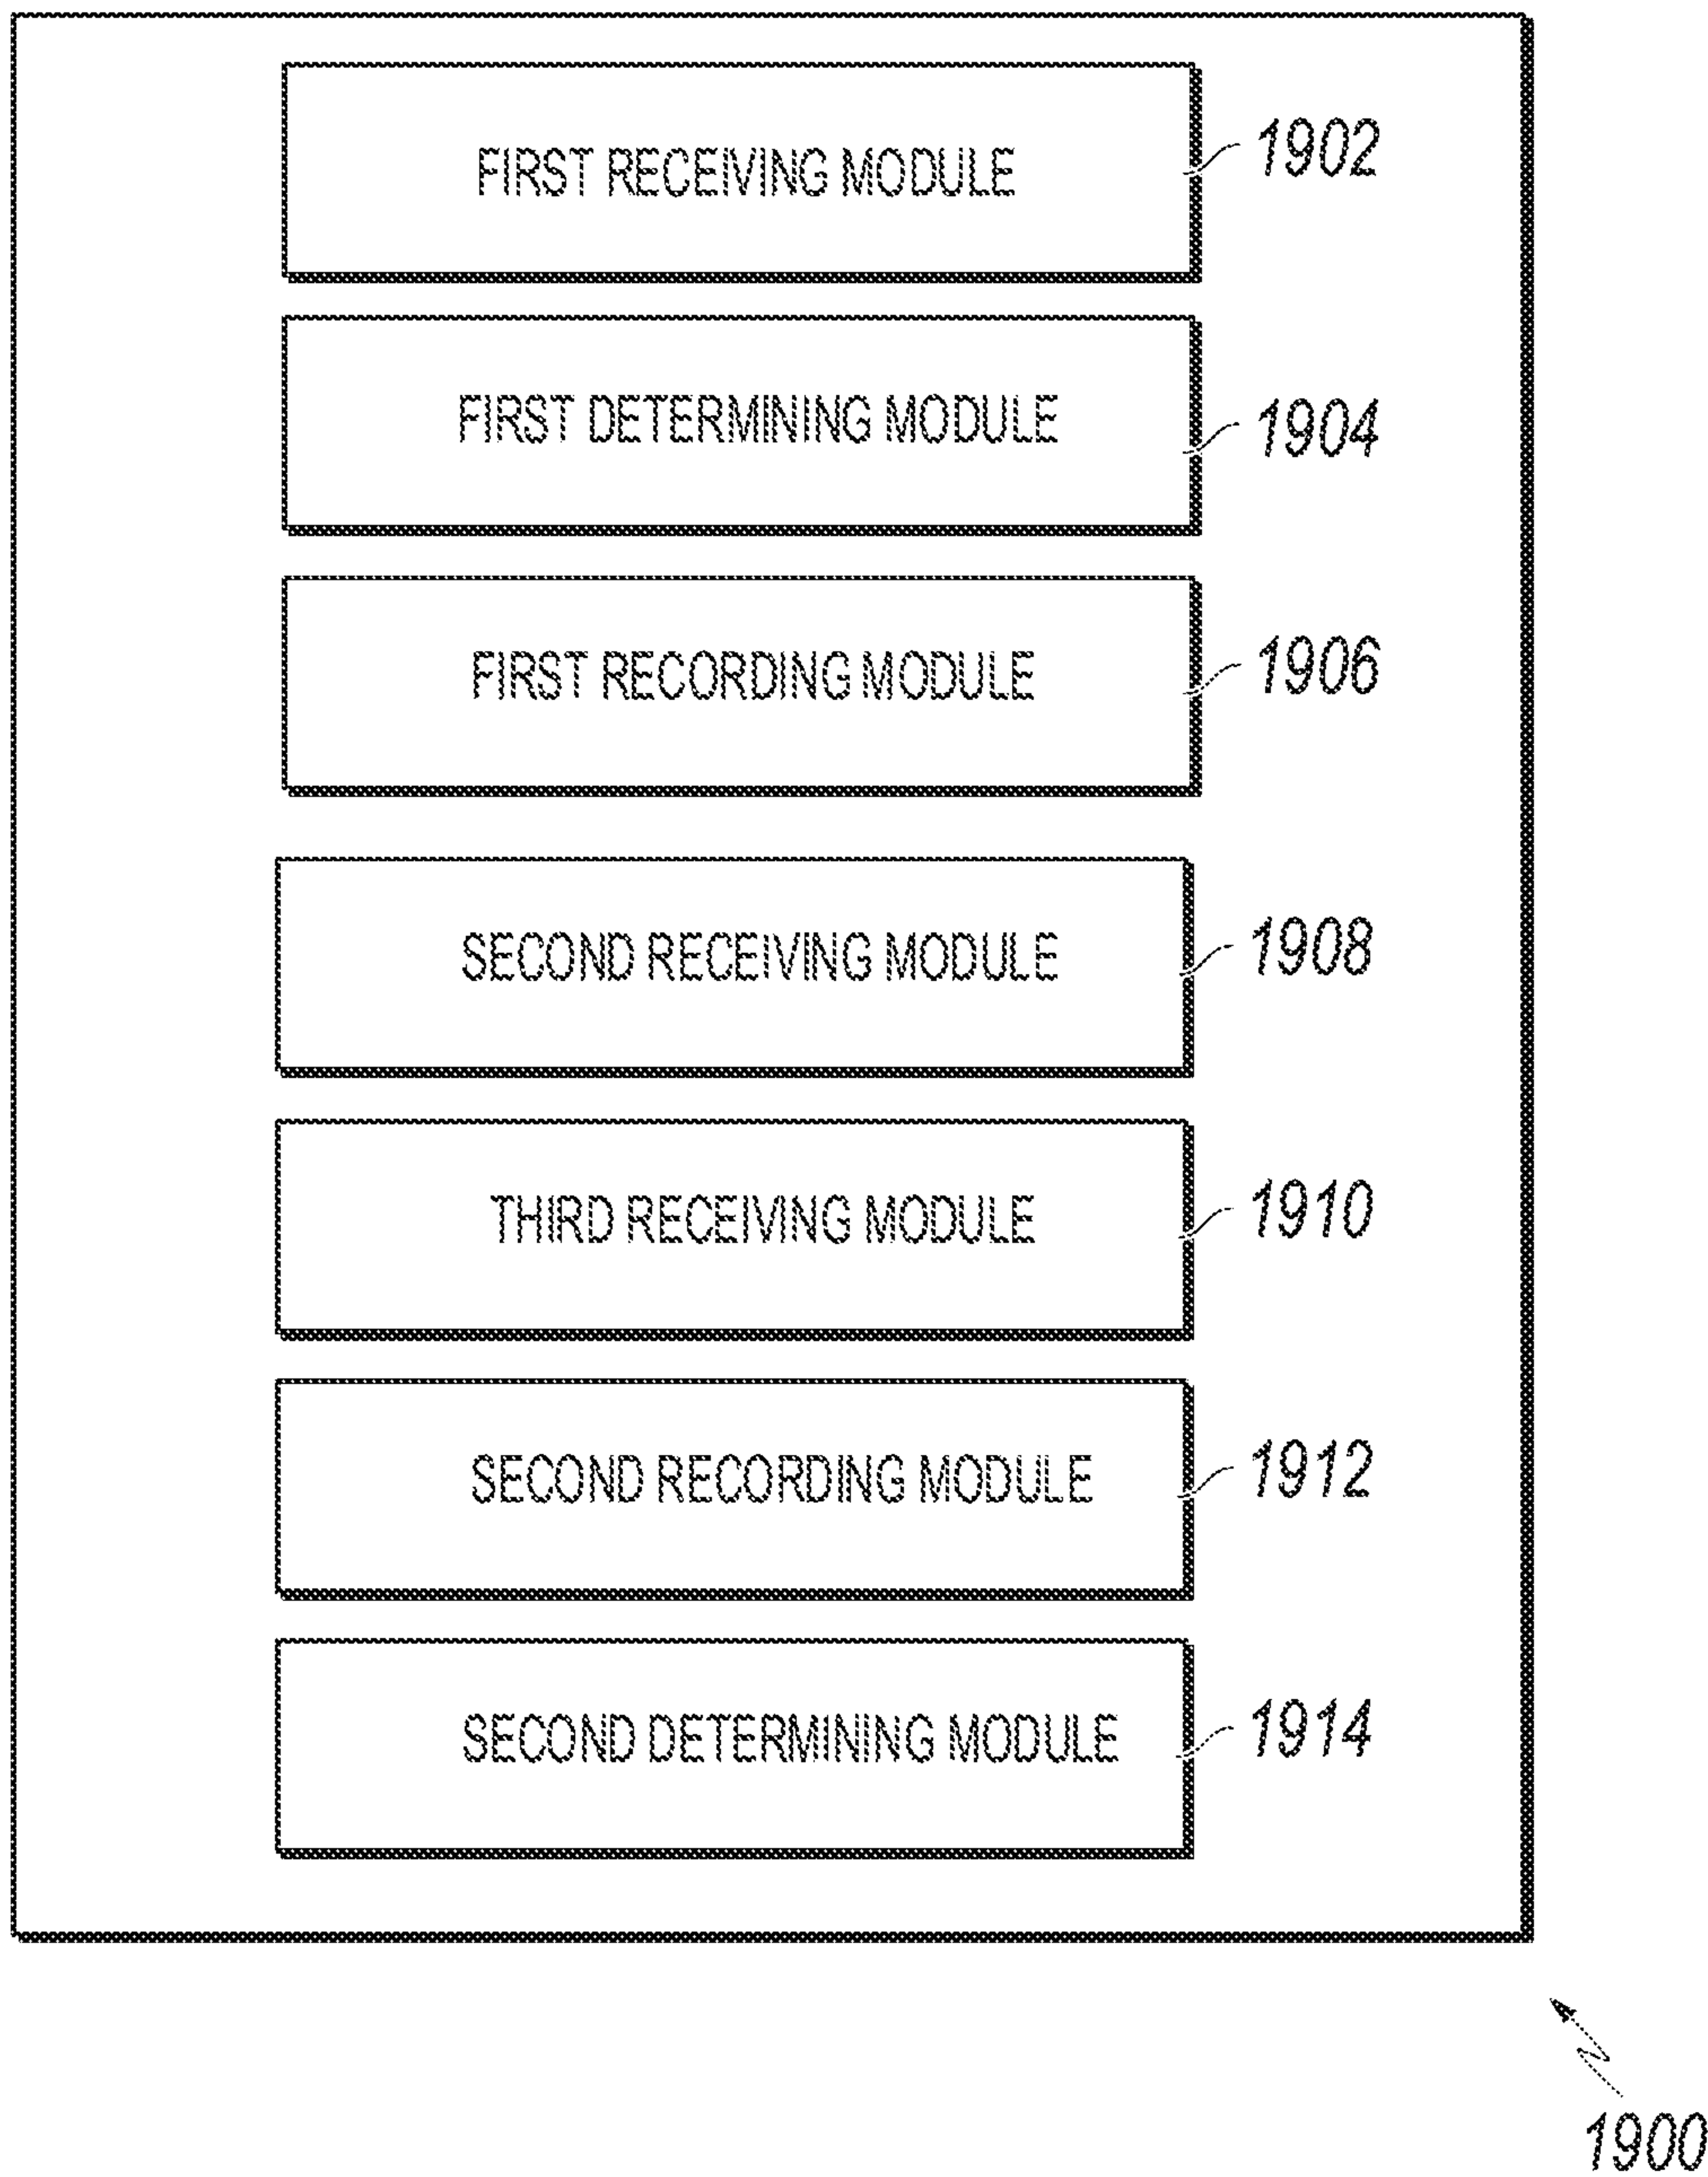 FIRST RECEIVING MODULE 1902
FIRST DETERMINING MODULE 1904
FIRST RECORDING MODULE 1906
SECOND RECEIVING MODULE 1908
THIRD RECEIVING MODULE 1910
SECOND RECORDING MODULE 1912
SECOND DETERMINING MODULE 1914
1900